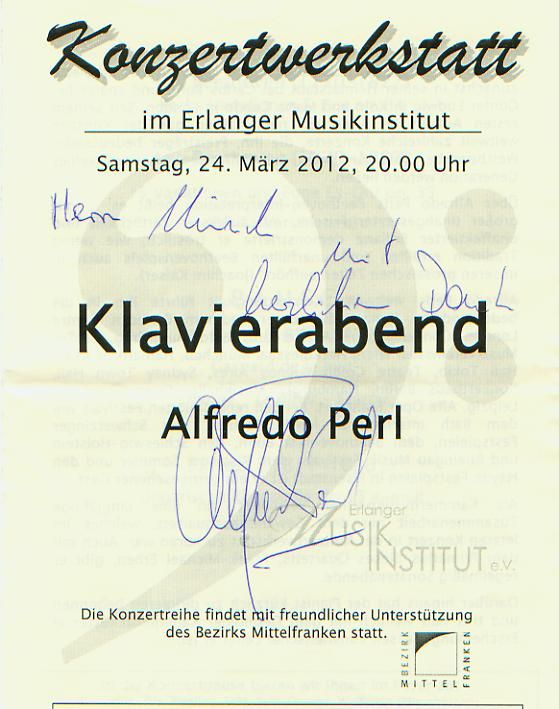 Konzertwerkstatt
im Erlanger Musikinstitut
Samstag, 24. März 2012, 20.00 Uhr
Herrn
Mit
herzlichem Dank
Klavierabend
Alfredo Perl
Erlanger
MUSIK
INSTITUT e.V.
Die Konzertreihe findet mit freundlicher Unterstützung
des Bezirks Mittelfranken statt.
BEZIRK
MITTEL
FRANKEN